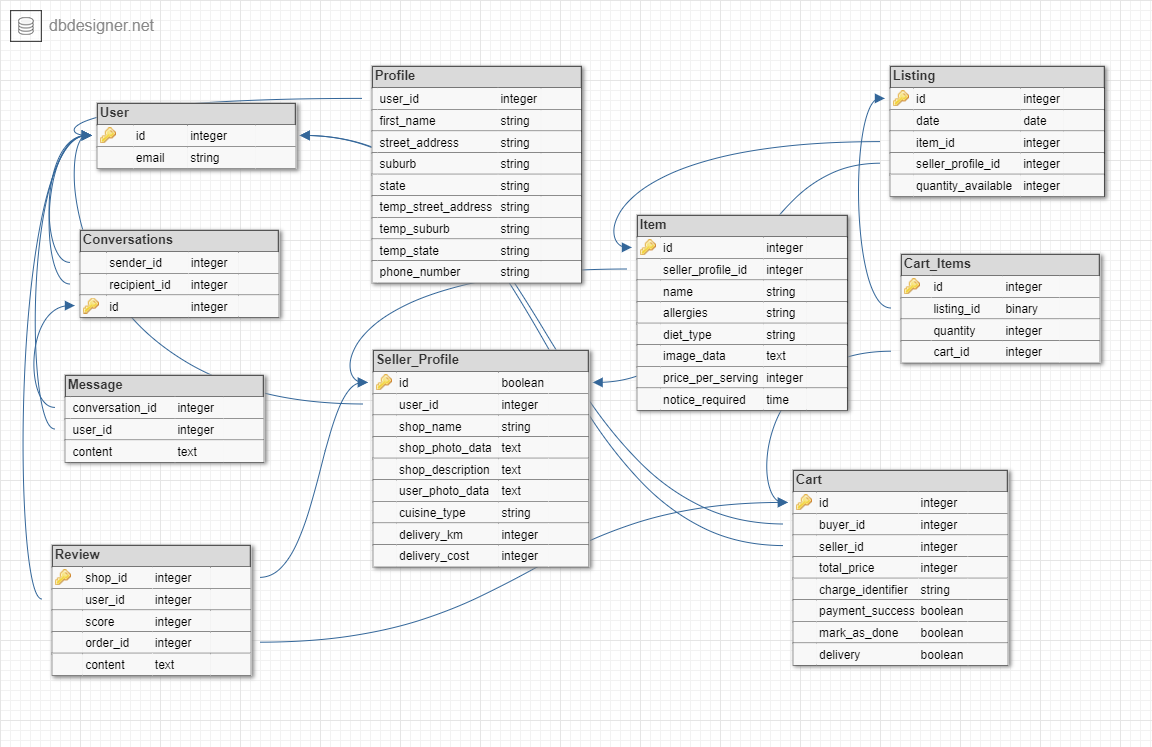 dbdesigner.net
Profile
user_id integer
first_name string
street_address string
suburb string
state string
temp_street_address string
temp_suburb string
temp_state string
phone_number string
Listing
id integer
date date
item_id integer
seller_profile_id integer
quantity_available integer
User
id integer
email string
Item
id integer
seller_profile_id integer
name string
allergies string
diet_type string
image_data text
price_per_serving integer
notice_required time
Conversations
sender_id integer
recipient_id integer
id integer
Cart_Items
id integer
listing_id binary
quantity integer
cart_id integer
Seller_Profile
id boolean
user_id integer
shop_name string
shop_photo_data text
shop_description text
user_photo_data text
cuisine_type string
delivery_km integer
delivery_cost integer
Message
conversation_id integer
user_id integer
content text
Cart
id integer
buyer_id integer
seller_id integer
total_price integer
charge_identifier string
payment_success boolean
mark_as_done boolean
delivery boolean
Review
shop_id integer
user_id integer
score integer
order_id integer
content text